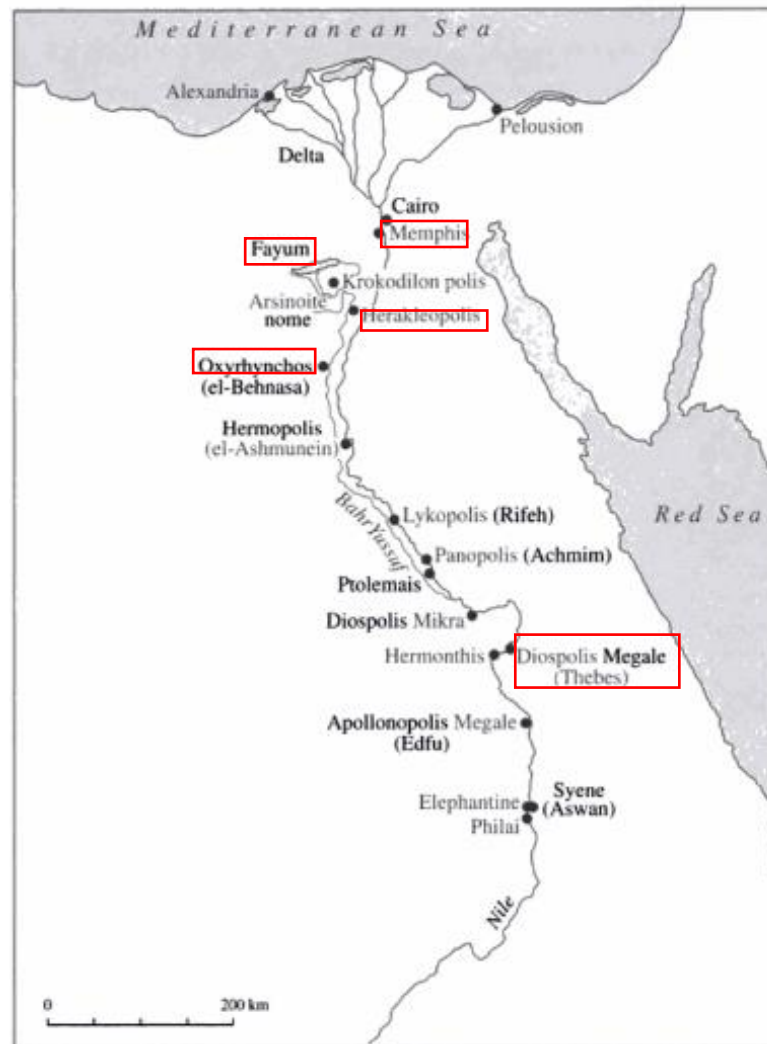 Mediterranean Sea
Alexandria
Pelousion
Delta
Cairo
Memphis
Fayum
Krokodilon polis
Arsinoite
nome
Herakleopolis
Oxyrhynchos
(el-Behnasa)
Hermopolis
(el-Ashmunein)
Bahr Yussuf
Lykopolis (Rifeh)
Red Sea
Panopolis (Achmim)
Ptolemais
Diospolis Mikra
Hermonthis
Diospolis Megale
(Thebes)
Apollonopolis Megale
(Edfu)
Syene
(Aswan)
Elephantine
Philai
Nile
0 200 km